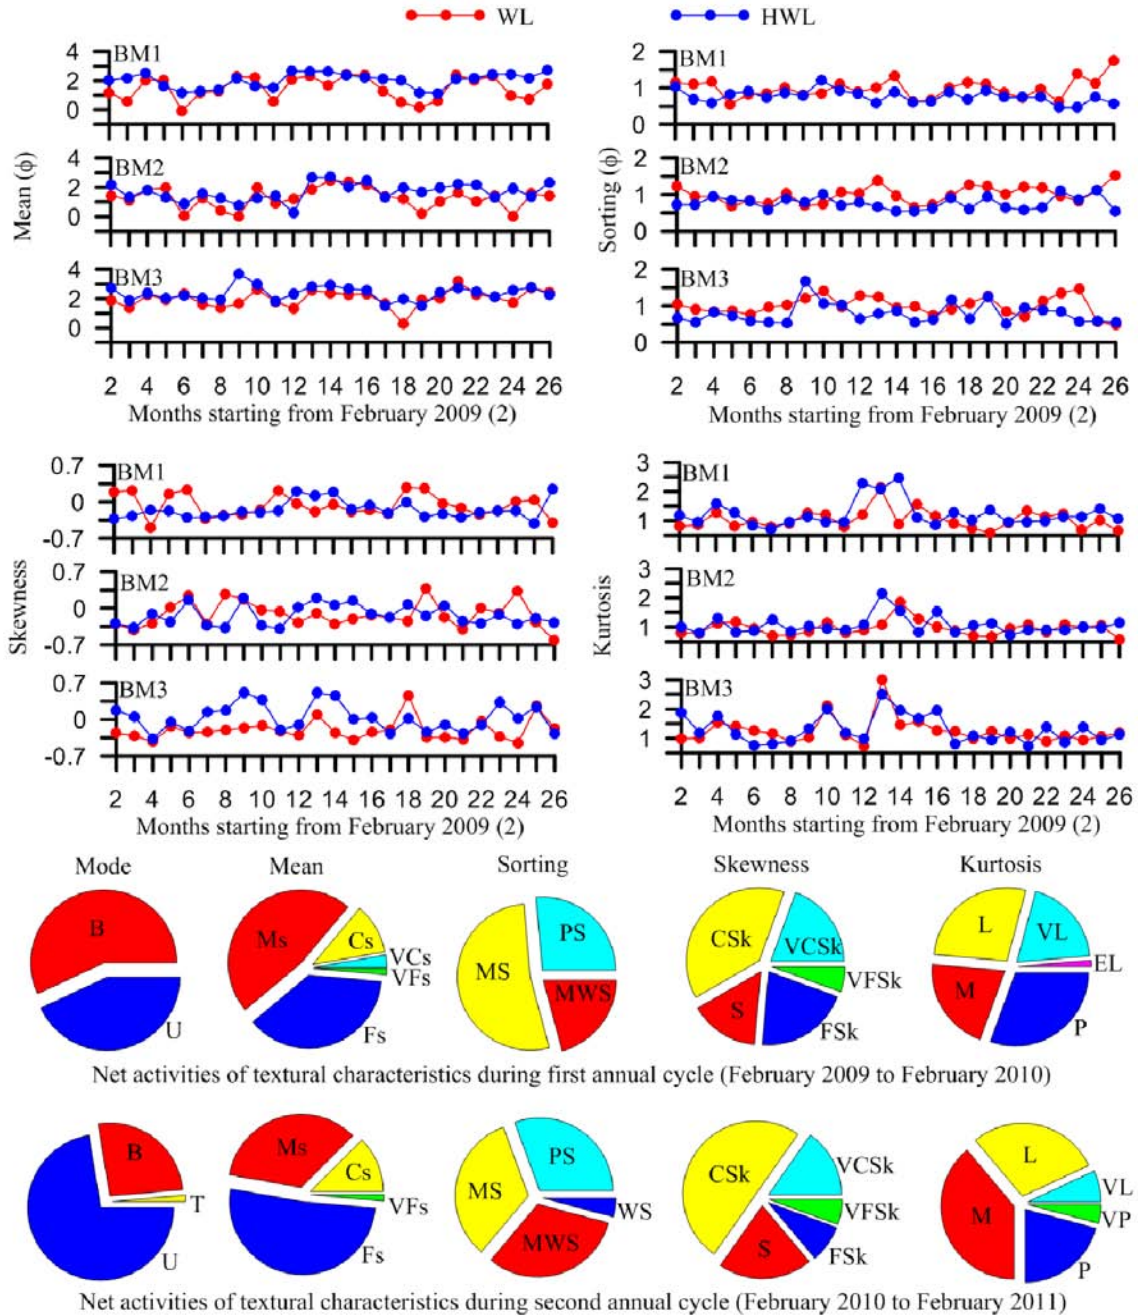 WL HWL
BM1 BM1
4 3 2 1 0
2 1 0
BM2 BM2
4 2 0
2 1 0
BM3 BM3
4 2 0
2 1 0
Mean (ϕ) Sorting (ϕ)
2 4 6 8 10 12 14 16 18 20 22 24 26
2 4 6 8 10 12 14 16 18 20 22 24 26
Months starting from February 2009 (2)
Months starting from February 2009 (2)
BM1 BM1
0.7 0 -0.7
3 2 1
BM2 BM2
0.7 0 -0.7
3 2 1
BM3 BM3
0.7 0 -0.7
3 2 1
Skewness Kurtosis
2 4 6 8 10 12 14 16 18 20 22 24 26
2 4 6 8 10 12 14 16 18 20 22 24 26
Months starting from February 2009 (2)
Months starting from February 2009 (2)
Mode Mean Sorting Skewness Kurtosis
B U
Ms Cs VCs VFs Fs
MS PS MWS
CSk VCSk VFSk FSk S
L VL EL P M
Net activities of textural characteristics during first annual cycle (February 2009 to February 2010)
B T U
Ms Cs VFs Fs
MS PS WS MWS
CSk VCSk VFSk FSk S
L VL VP P M
Net activities of textural characteristics during second annual cycle (February 2010 to February 2011)